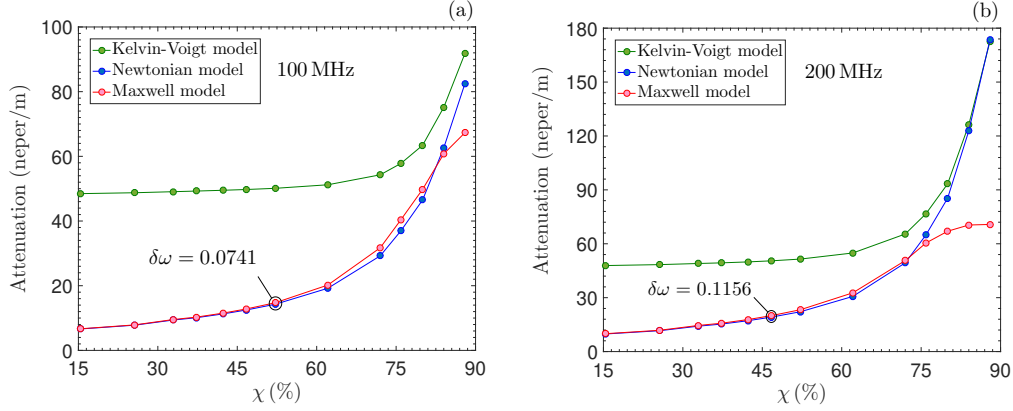 (a)
100
80
60
40
20
0
15
30
45
60
75
90
Attenuation (neper/m)
χ (%)
Kelvin-Voigt model
Newtonian model
Maxwell model
100 MHz
δω = 0.0741
(b)
180
150
120
90
60
30
0
15
30
45
60
75
90
Attenuation (neper/m)
χ (%)
Kelvin-Voigt model
Newtonian model
Maxwell model
200 MHz
δω = 0.1156